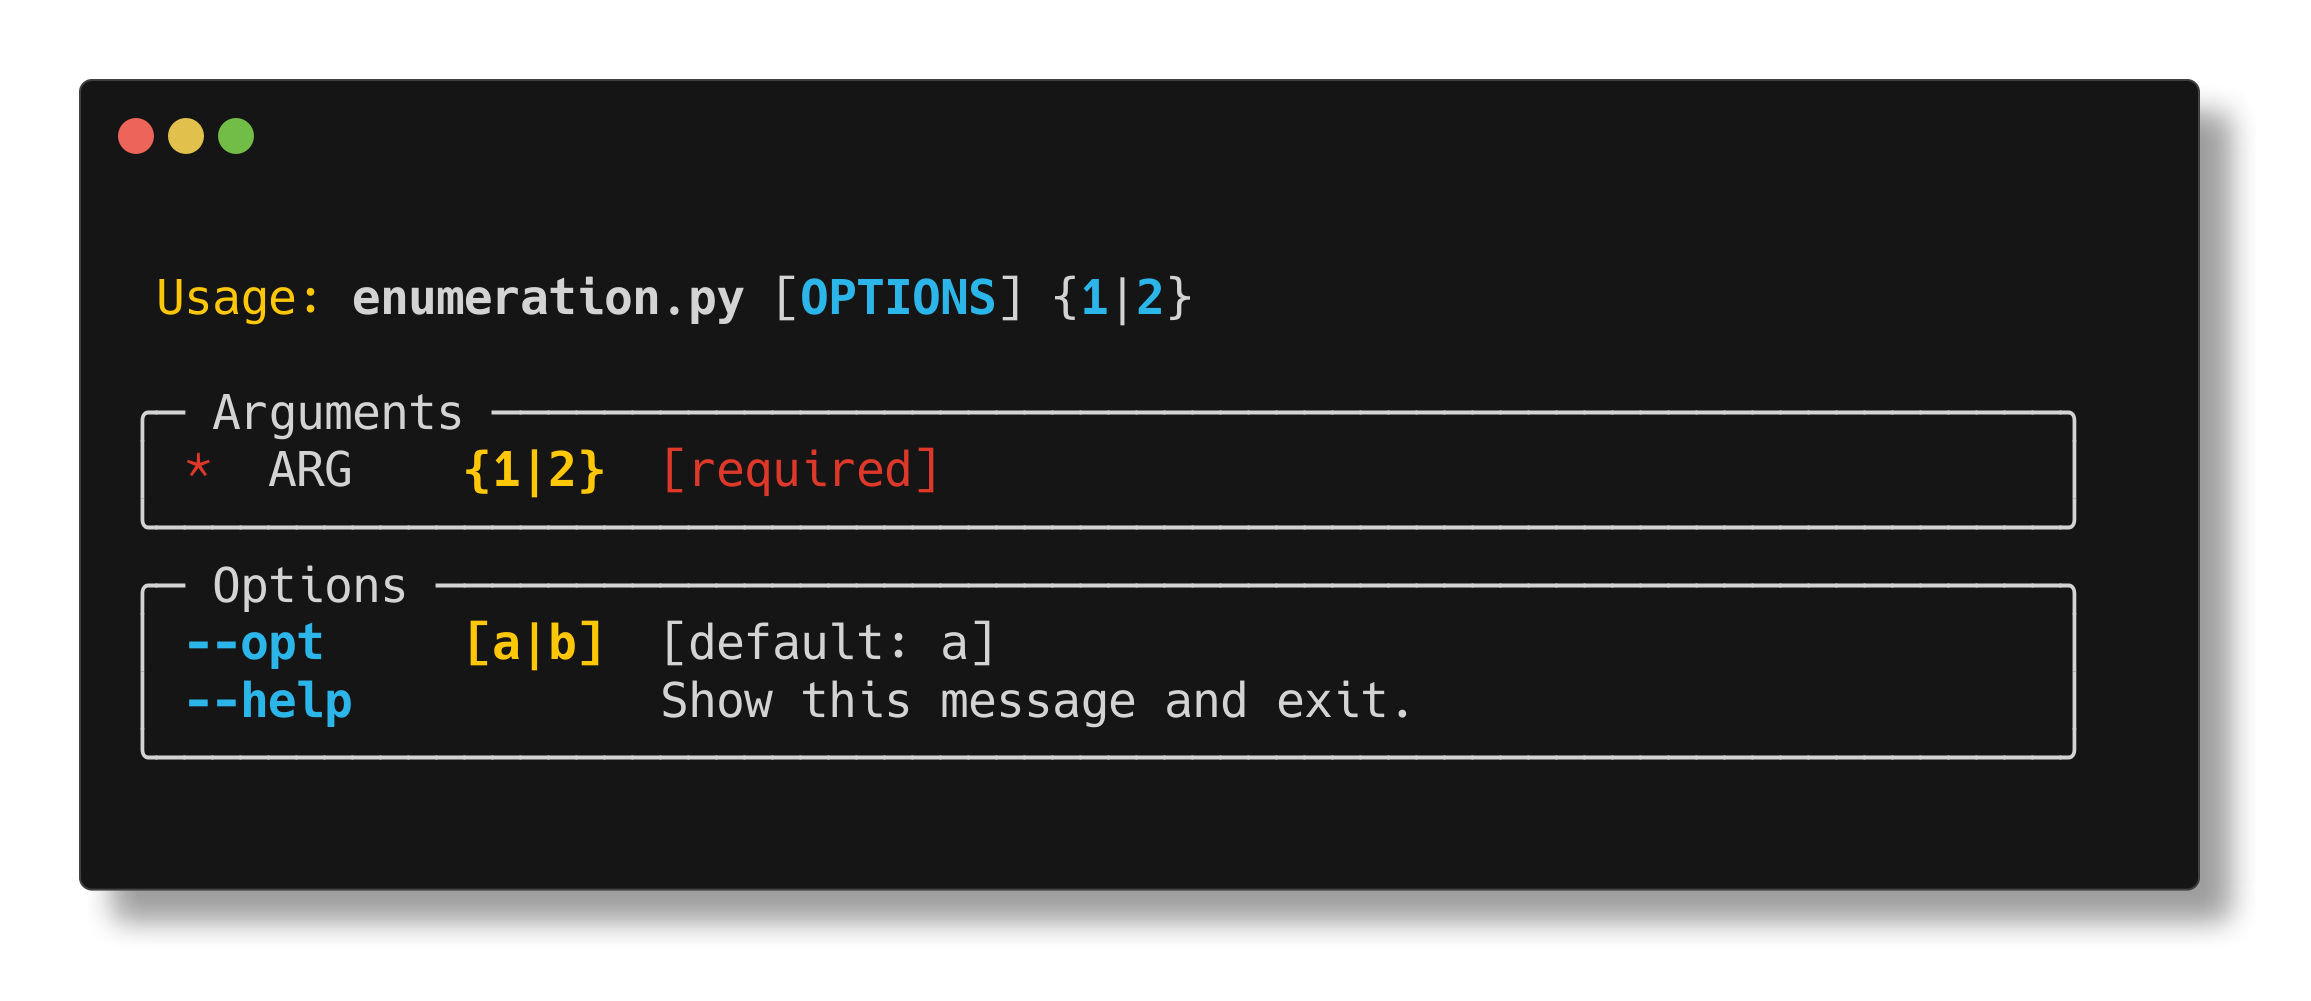 Usage: enumeration.py [OPTIONS] {1|2}
Arguments
* ARG {1|2} [required]
Options
--opt [a|b] [default: a]
--help Show this message and exit.